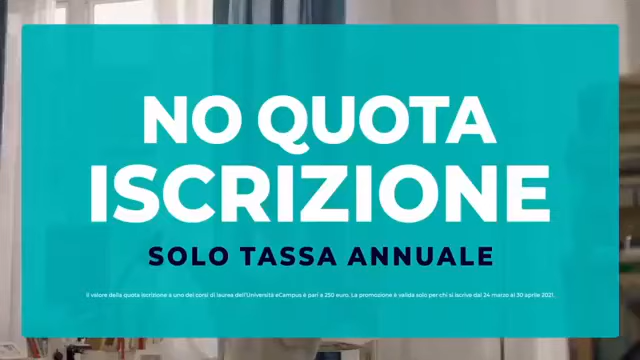 NO QUOTA
ISCRIZIONE
SOLO TASSA ANNUALE
Il valore della quota iscrizione a uno dei corsi di laurea dell'Università eCampus è pari a 250 euro. La promozione è valida solo per chi si iscrive dal 24 marzo al 30 aprile 2021.